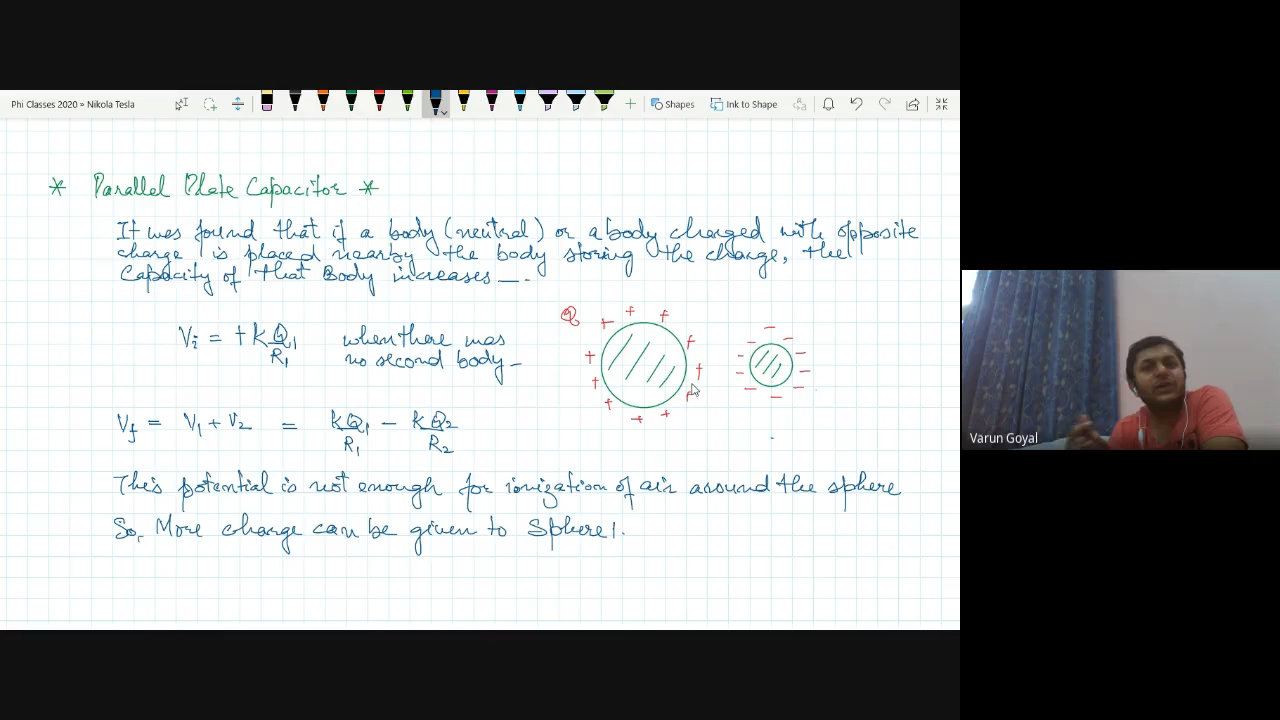 Phi Classes 2020 » Nikola Tesla
Shapes
Ink to Shape
* Parallel Plate Capacitor *
It was found that if a body (neutral) or a body charged with opposite
charge is placed nearby the body storing the charge, the
Capacity of that Body increases _ .
Vi = + kQ1 when there was
R1 no second body _
Q + + + + + + + + + + + +
- - - - - - - - - -
Varun Goyal
Vf = V1 + V2 = kQ1 - kQ2
R1 R2
This potential is not enough for ionization of air around the sphere
So, More charge can be given to Sphere 1.